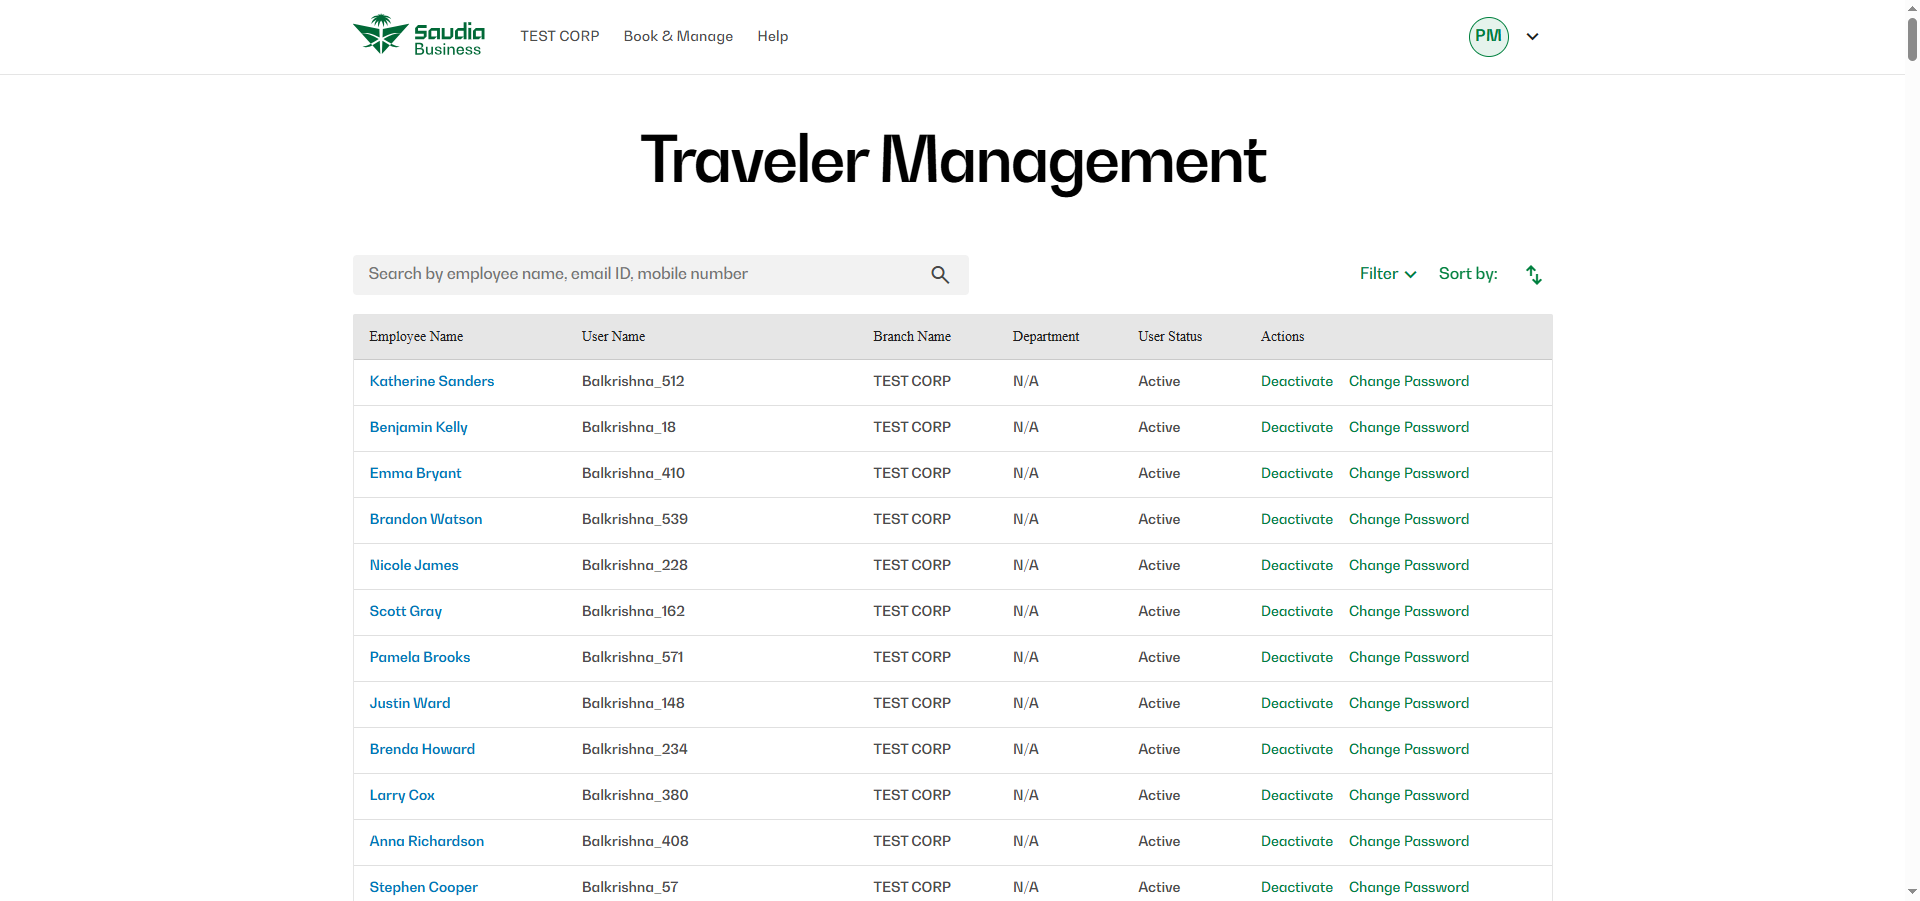 Saudia Business
TEST CORP Book & Manage Help
PM
Traveler Management
Search by employee name, email ID, mobile number
Filter Sort by:
Employee Name User Name Branch Name Department User Status Actions
Katherine Sanders Balkrishna_512 TEST CORP N/A Active Deactivate Change Password
Benjamin Kelly Balkrishna_18 TEST CORP N/A Active Deactivate Change Password
Emma Bryant Balkrishna_410 TEST CORP N/A Active Deactivate Change Password
Brandon Watson Balkrishna_539 TEST CORP N/A Active Deactivate Change Password
Nicole James Balkrishna_228 TEST CORP N/A Active Deactivate Change Password
Scott Gray Balkrishna_162 TEST CORP N/A Active Deactivate Change Password
Pamela Brooks Balkrishna_571 TEST CORP N/A Active Deactivate Change Password
Justin Ward Balkrishna_148 TEST CORP N/A Active Deactivate Change Password
Brenda Howard Balkrishna_234 TEST CORP N/A Active Deactivate Change Password
Larry Cox Balkrishna_380 TEST CORP N/A Active Deactivate Change Password
Anna Richardson Balkrishna_408 TEST CORP N/A Active Deactivate Change Password
Stephen Cooper Balkrishna_57 TEST CORP N/A Active Deactivate Change Password